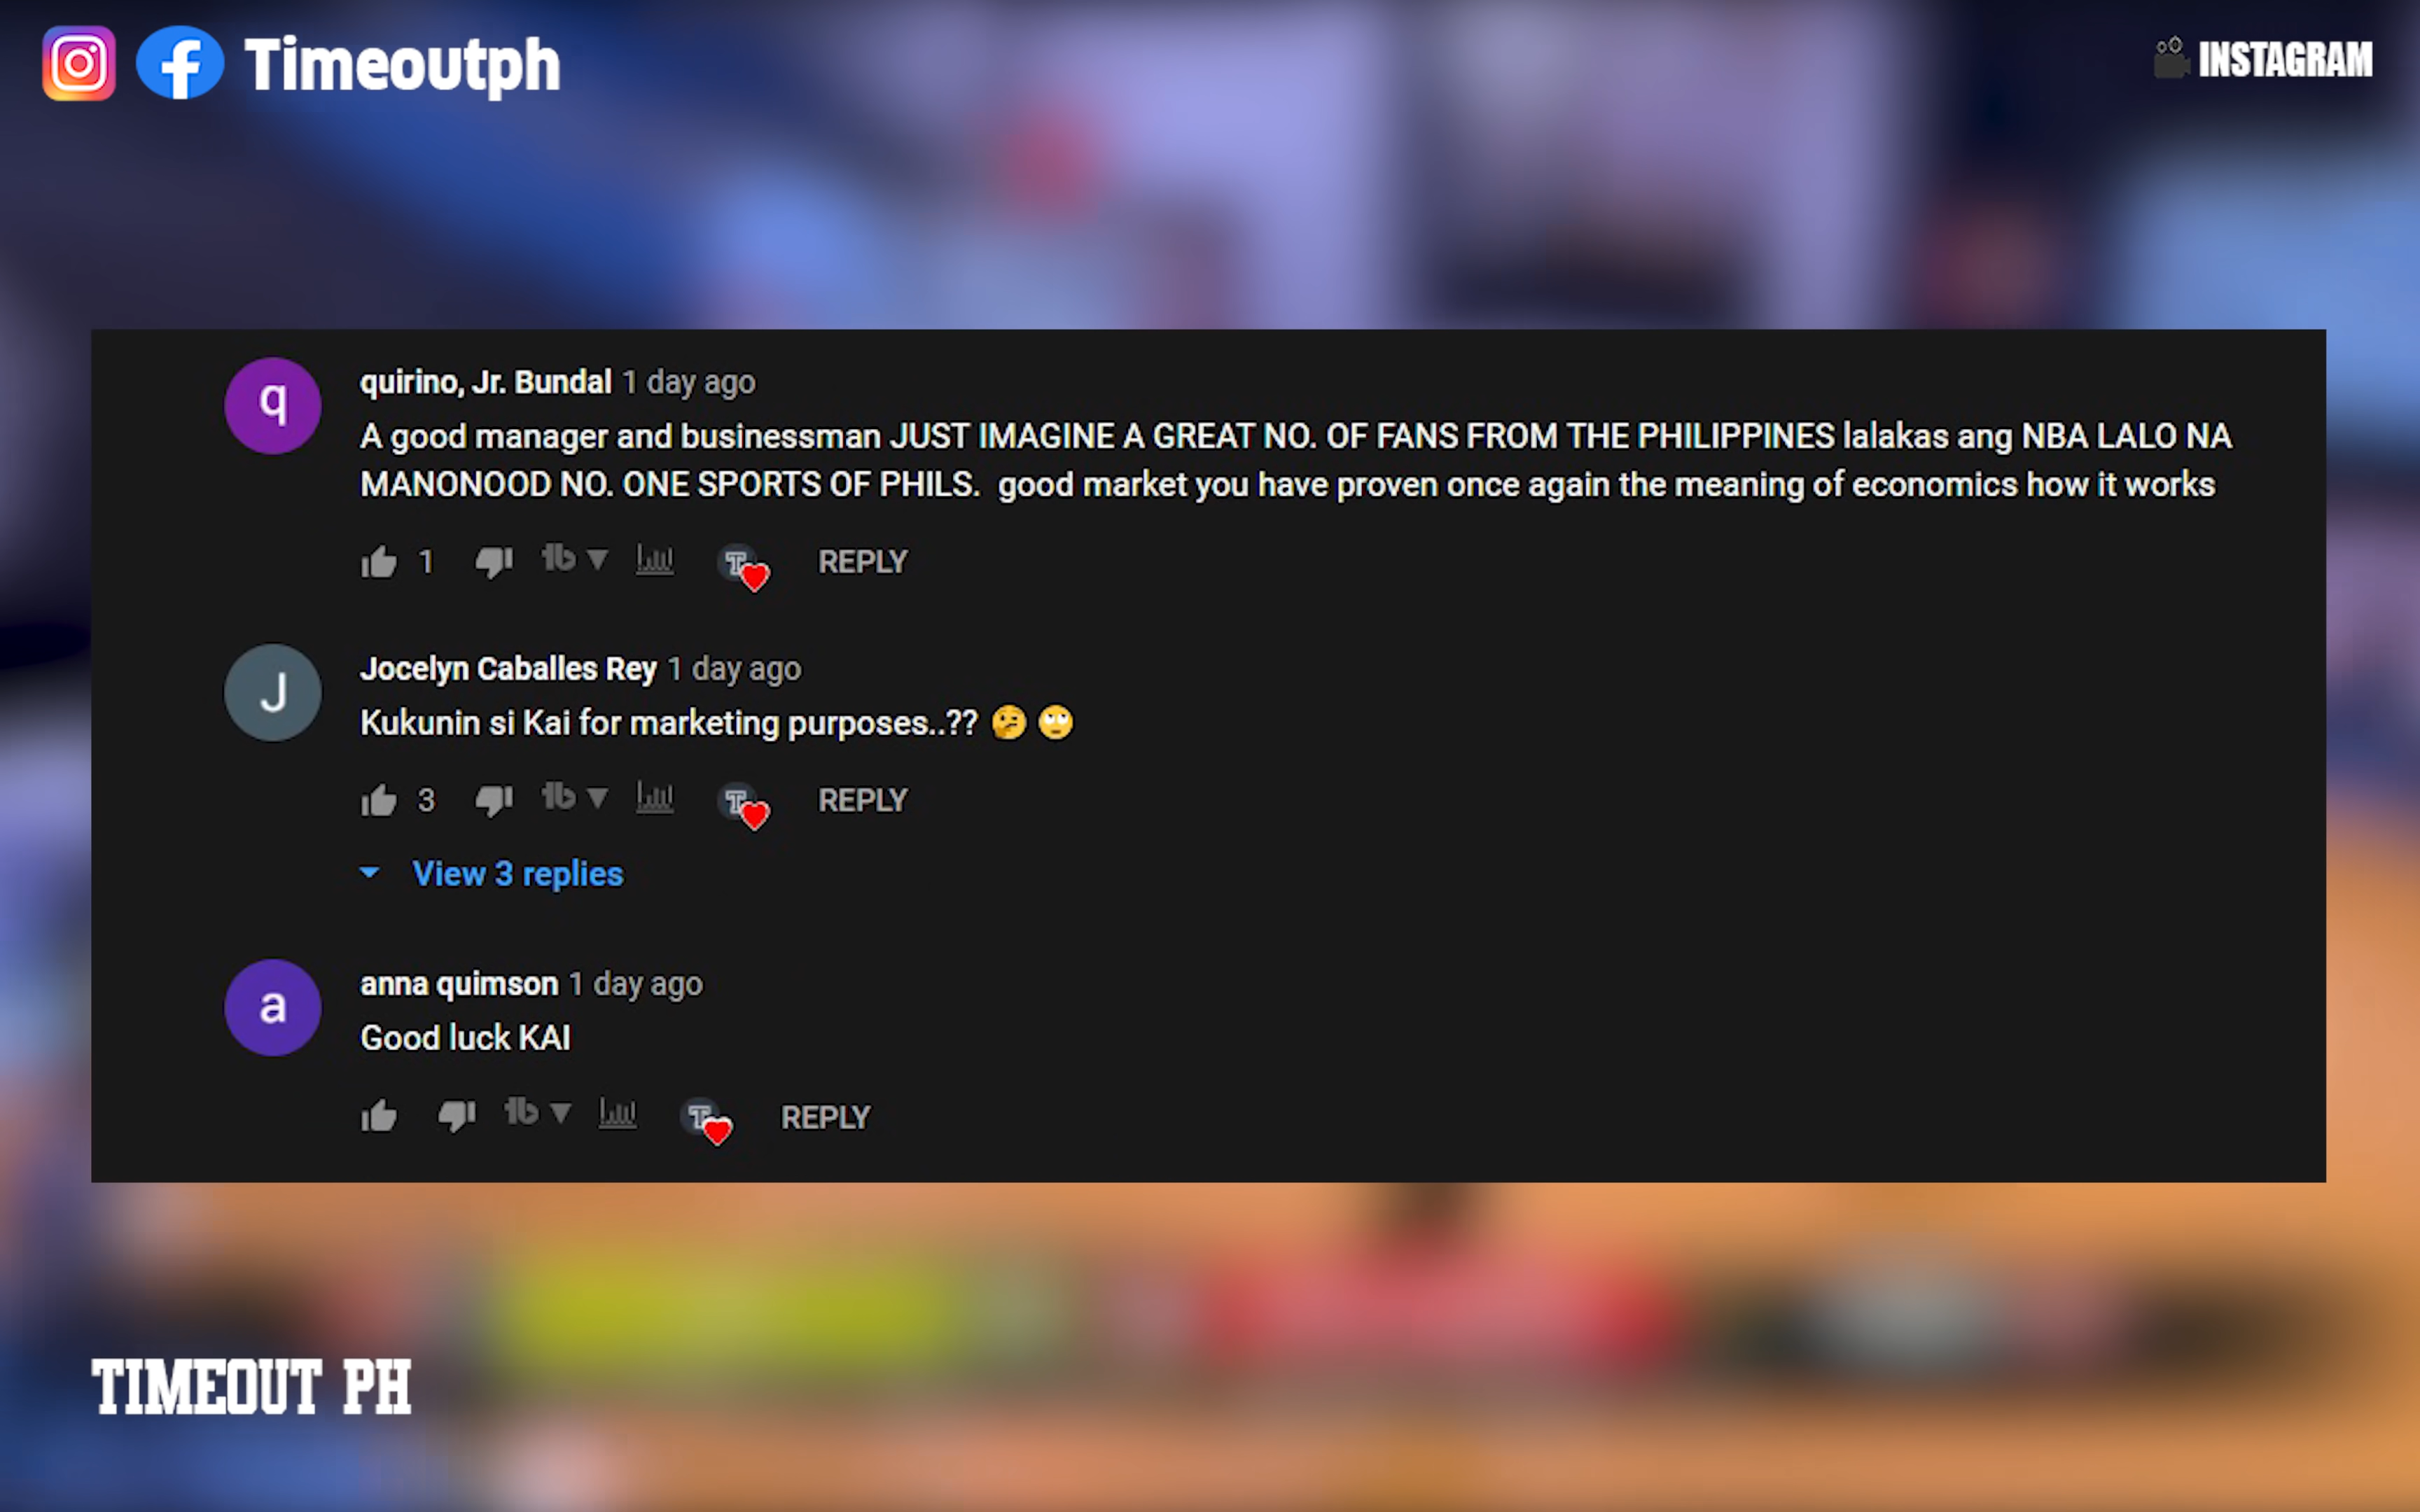 Timeoutph
INSTAGRAM
q
quirino, Jr. Bundal 1 day ago
A good manager and businessman JUST IMAGINE A GREAT NO. OF FANS FROM THE PHILIPPINES lalakas ang NBA LALO NA
MANONOOD NO. ONE SPORTS OF PHILS.  good market you have proven once again the meaning of economics how it works
1 tb T REPLY
J
Jocelyn Caballes Rey 1 day ago
Kukunin si Kai for marketing purposes..?? 🤔 🙄
3 tb T REPLY
View 3 replies
a
anna quimson 1 day ago
Good luck KAI
tb T REPLY
TIMEOUT PH